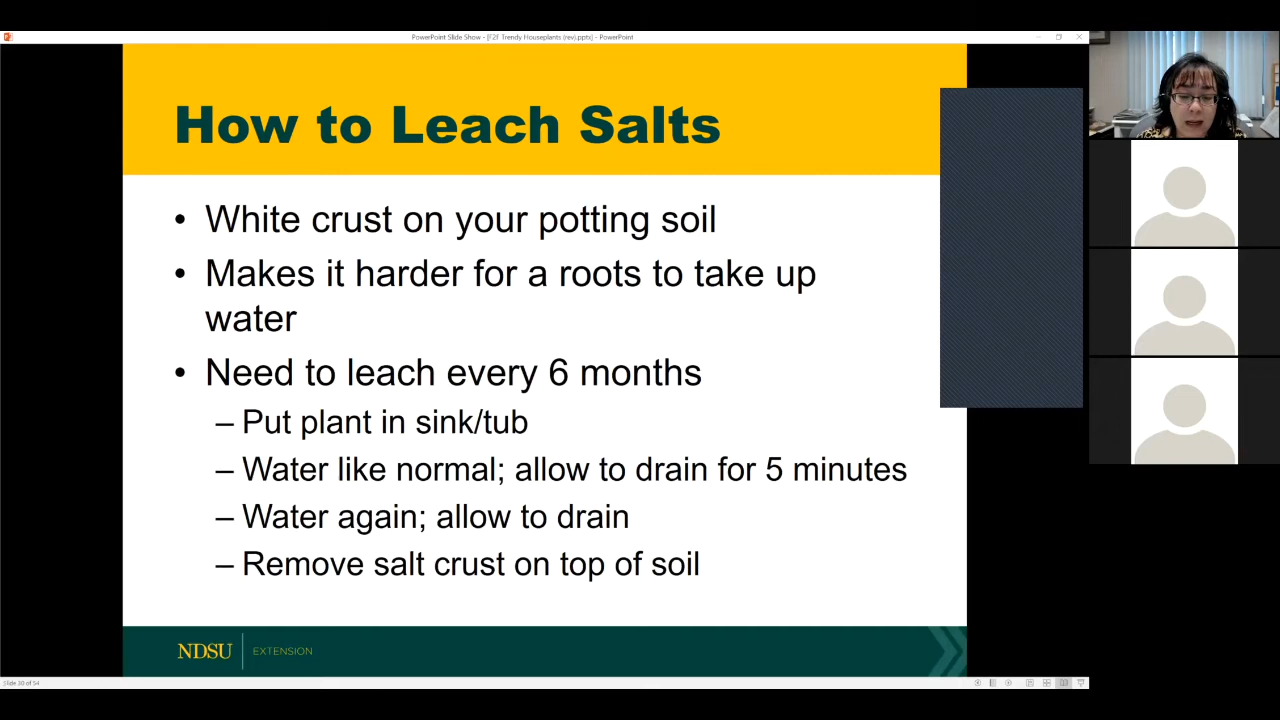 PowerPoint Slide Show - [F2F Trendy Houseplants (rev).pptx] - PowerPoint
How to Leach Salts
• White crust on your potting soil
• Makes it harder for a roots to take up
water
• Need to leach every 6 months
– Put plant in sink/tub
– Water like normal; allow to drain for 5 minutes
– Water again; allow to drain
– Remove salt crust on top of soil
NDSU EXTENSION
Slide 30 of 54